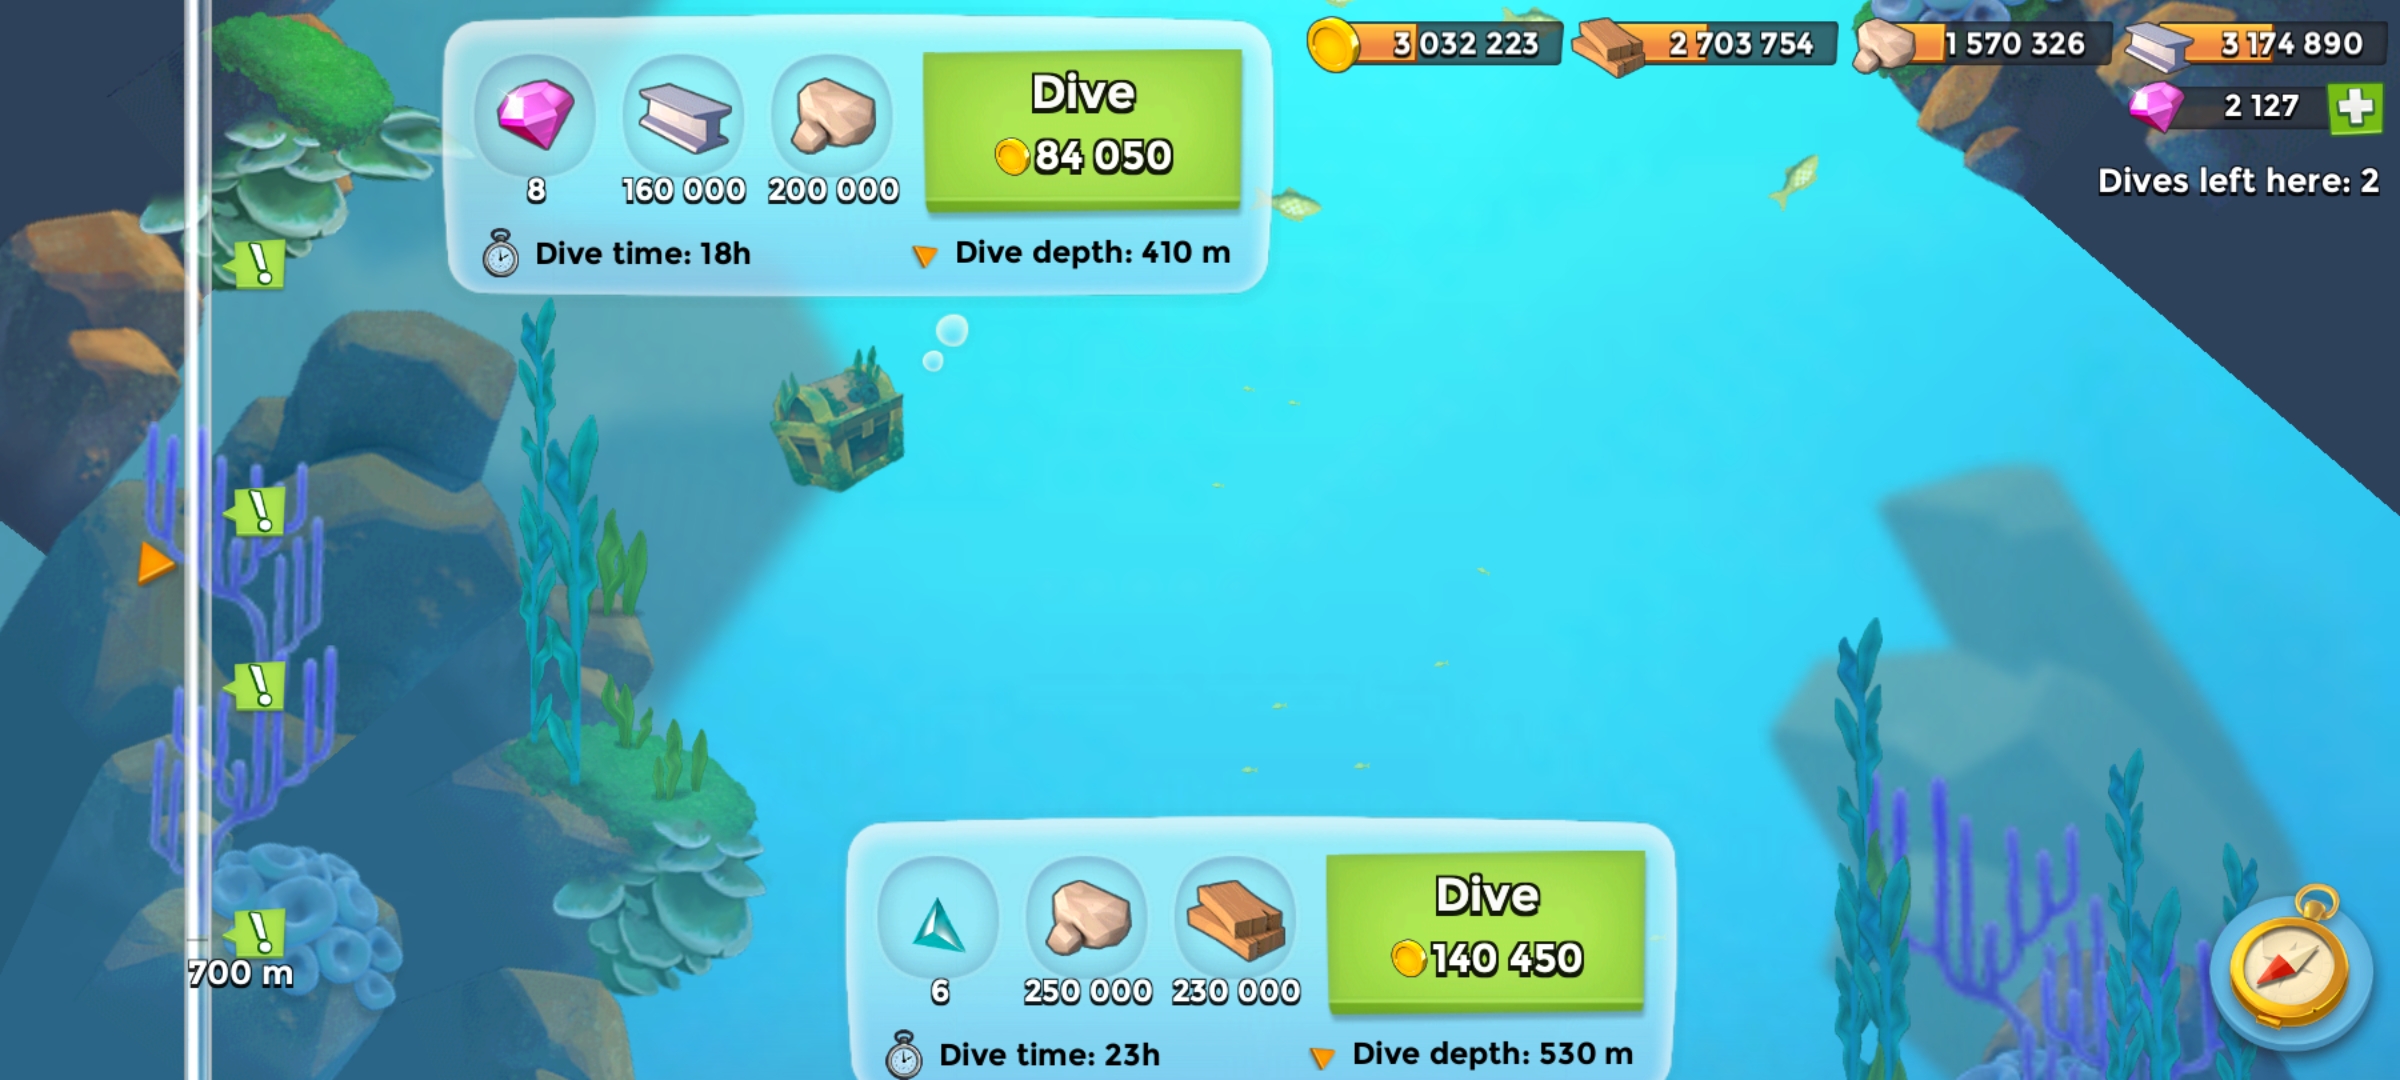 3 032 223
2 703 754
1 570 326
3 174 890
2 127
Dives left here: 2
Dive
84 050
8
160 000
200 000
Dive time: 18h
Dive depth: 410 m
!
!
!
!
700 m
Dive
140 450
6
250 000
230 000
Dive time: 23h
Dive depth: 530 m